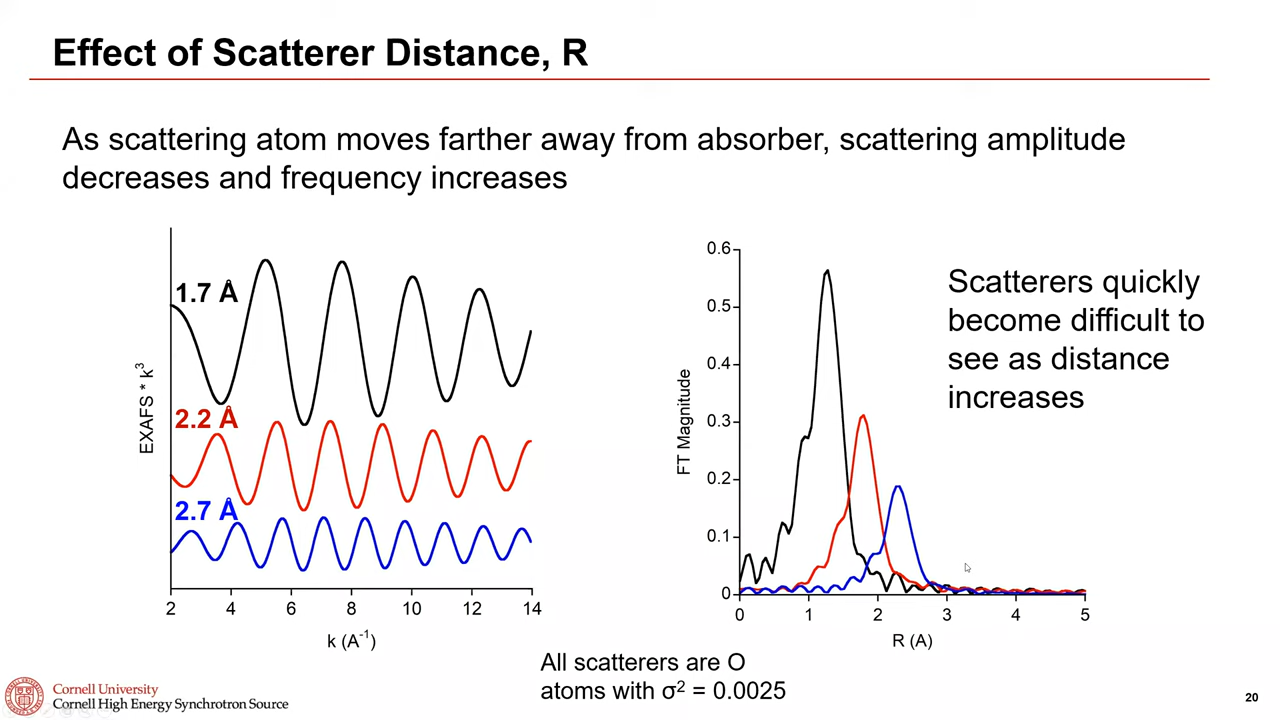 Effect of Scatterer Distance, R
As scattering atom moves farther away from absorber, scattering amplitude
decreases and frequency increases
1.7 Å
2.2 Å
2.7 Å
EXAFS * k³
2 4 6 8 10 12 14
k (A⁻¹)
0.6
0.5
0.4
0.3
0.2
0.1
0
FT Magnitude
0 1 2 3 4 5
R (A)
Scatterers quickly
become difficult to
see as distance
increases
All scatterers are O
atoms with σ² = 0.0025
Cornell University
Cornell High Energy Synchrotron Source
20